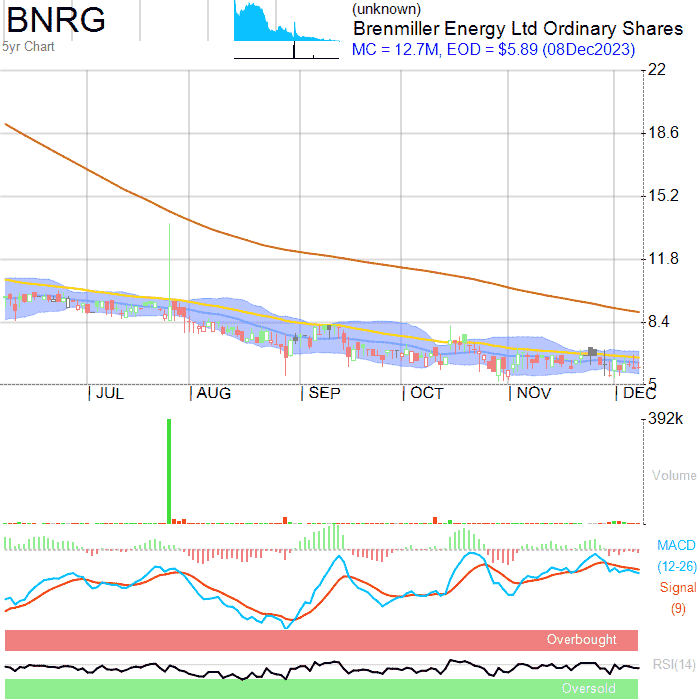 BNRG
5yr Chart
(unknown)
Brenmiller Energy Ltd Ordinary Shares
MC = 12.7M, EOD = $5.89 (08Dec2023)
22
18.6
15.2
11.8
8.4
5
JUL AUG SEP OCT NOV DEC
392k
Volume
MACD
(12-26)
Signal
(9)
Overbought
RSI(14)
Oversold